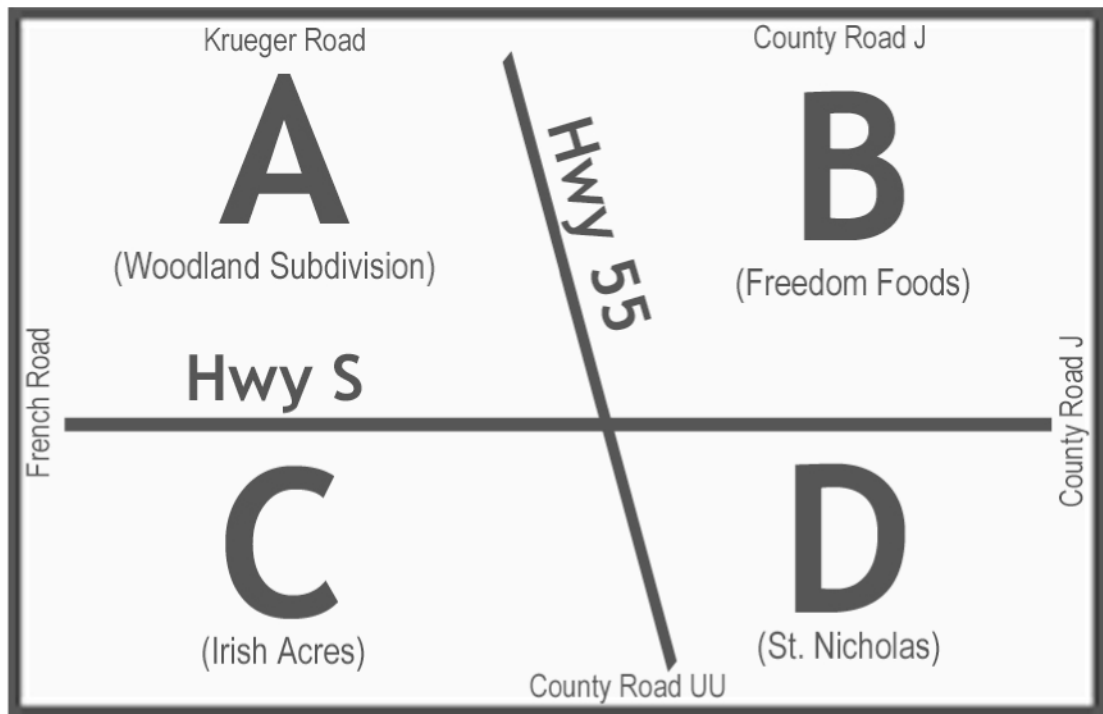 Krueger Road
County Road J
A
B
Hwy 55
(Woodland Subdivision)
(Freedom Foods)
French Road
Hwy S
County Road J
C
D
(Irish Acres)
(St. Nicholas)
County Road UU